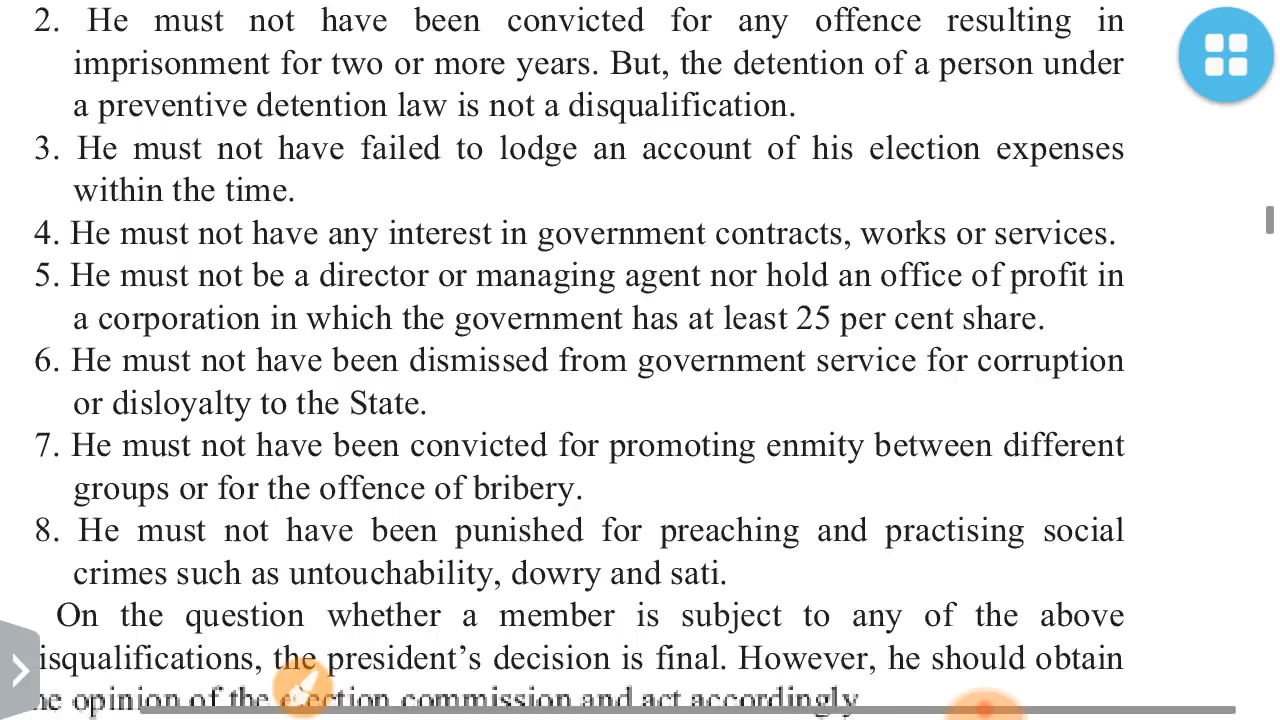 2. He must not have been convicted for any offence resulting in
imprisonment for two or more years. But, the detention of a person under
a preventive detention law is not a disqualification.
3. He must not have failed to lodge an account of his election expenses
within the time.
4. He must not have any interest in government contracts, works or services.
5. He must not be a director or managing agent nor hold an office of profit in
a corporation in which the government has at least 25 per cent share.
6. He must not have been dismissed from government service for corruption
or disloyalty to the State.
7. He must not have been convicted for promoting enmity between different
groups or for the offence of bribery.
8. He must not have been punished for preaching and practising social
crimes such as untouchability, dowry and sati.
On the question whether a member is subject to any of the above
isqualifications, the president’s decision is final. However, he should obtain
he opinion of the election commission and act accordingly